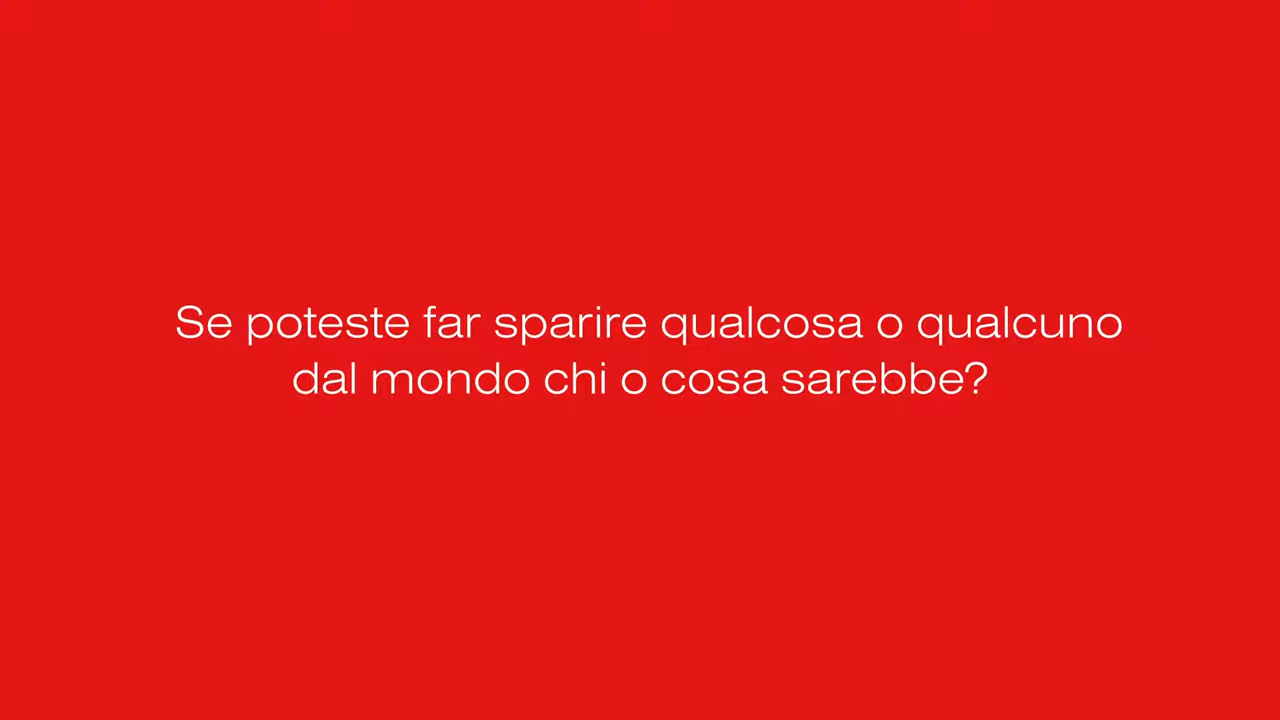 Se poteste far sparire qualcosa o qualcuno
dal mondo chi o cosa sarebbe?